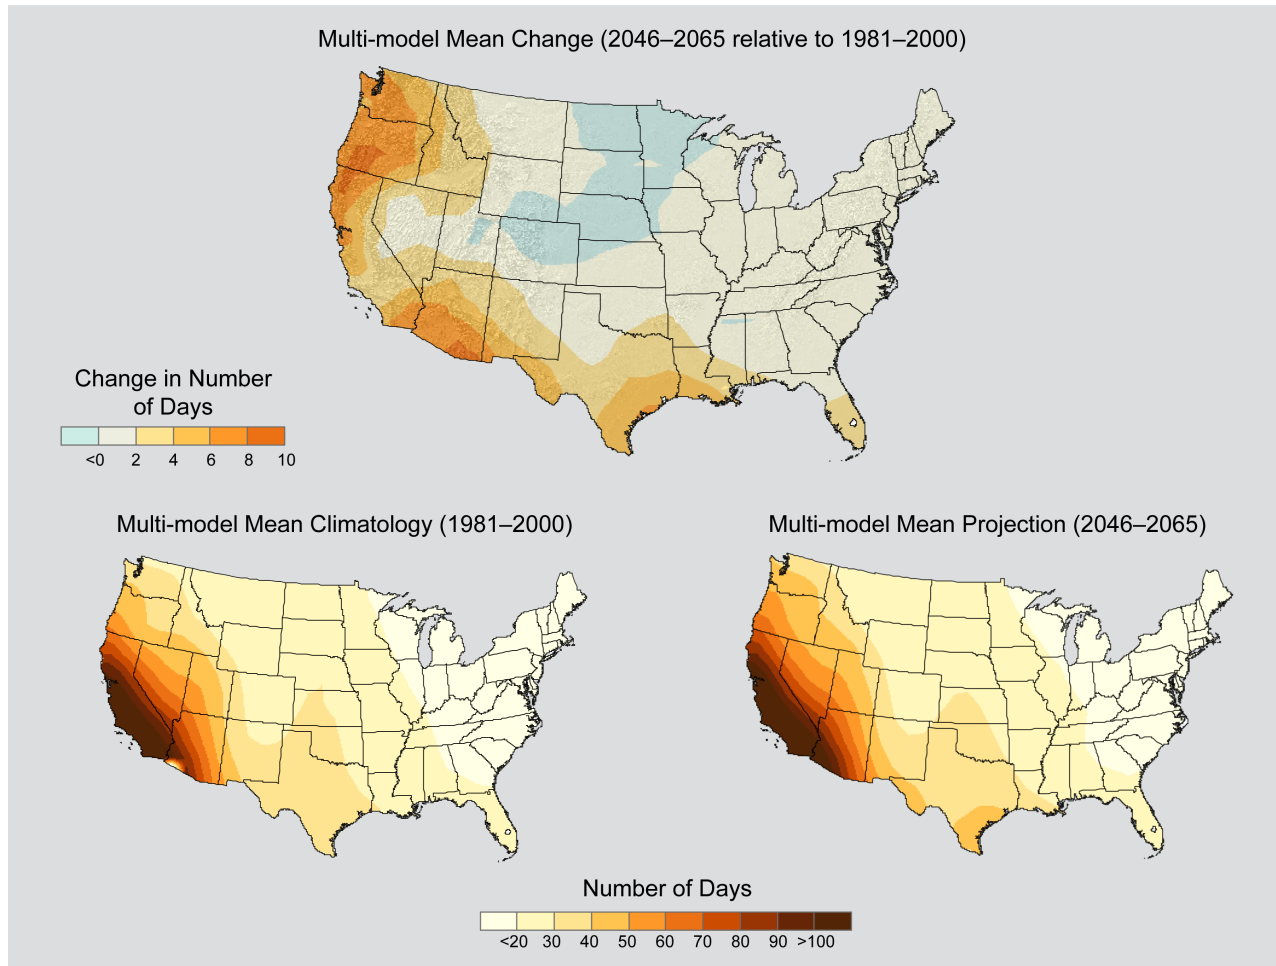 Multi-model Mean Change (2046–2065 relative to 1981–2000)
Change in Number
of Days
<0 2 4 6 8 10
Multi-model Mean Climatology (1981–2000)
Multi-model Mean Projection (2046–2065)
Number of Days
<20 30 40 50 60 70 80 90 >100